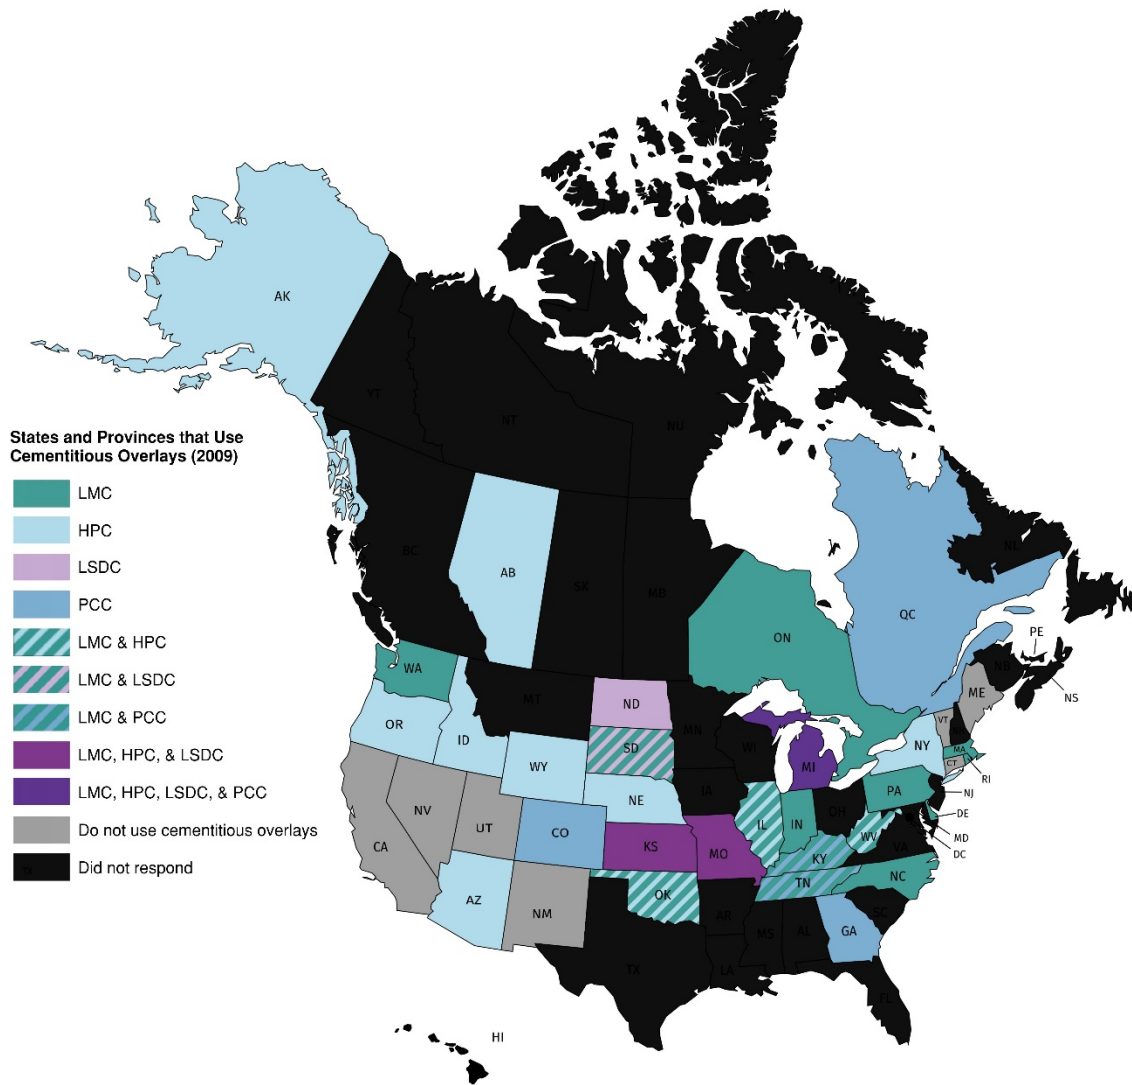 AK
YT
NT
NU
States and Provinces that Use
Cementitious Overlays (2009)
LMC
HPC
LSDC
PCC
LMC & HPC
LMC & LSDC
LMC & PCC
LMC, HPC, & LSDC
LMC, HPC, LSDC, & PCC
Do not use cementitious overlays
Did not respond
BC
AB
SK
MB
ON
QC
NL
PE
NB
NS
WA
MT
ND
MN
ME
VT
NH
OR
ID
SD
WI
MI
NY
MA
CT
RI
WY
NE
IA
PA
NJ
NV
UT
CO
IL
IN
OH
DE
MD
DC
WV
VA
CA
KS
MO
KY
TN
NC
AZ
NM
OK
AR
SC
MS
AL
GA
TX
LA
FL
HI